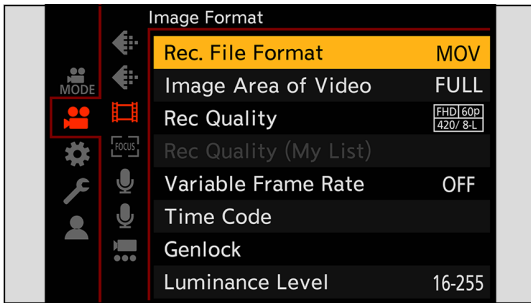 Image Format
MODE
FOCUS
Rec. File Format MOV
Image Area of Video FULL
Rec Quality FHD 60p
420/ 8-L
Rec Quality (My List)
Variable Frame Rate OFF
Time Code
Genlock
Luminance Level 16-255